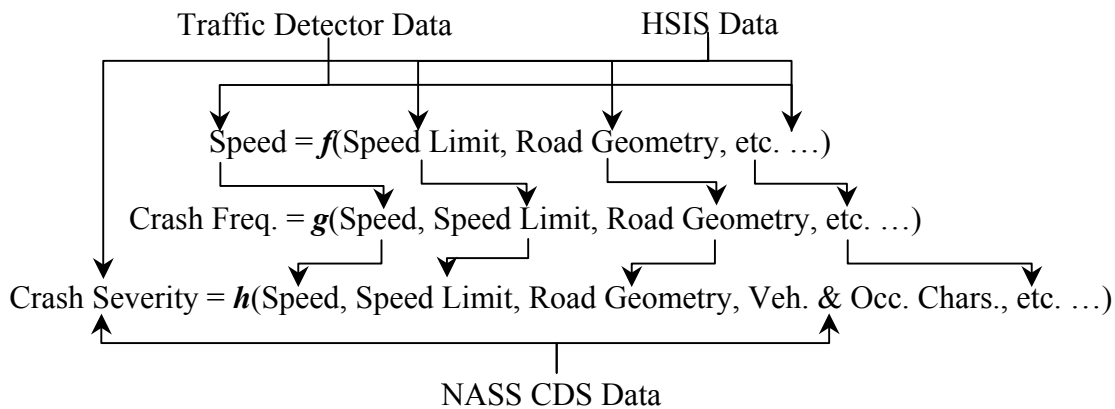 Traffic Detector Data HSIS Data
Speed = f(Speed Limit, Road Geometry, etc. …)
Crash Freq. = g(Speed, Speed Limit, Road Geometry, etc. …)
Crash Severity = h(Speed, Speed Limit, Road Geometry, Veh. & Occ. Chars., etc. …)
NASS CDS Data